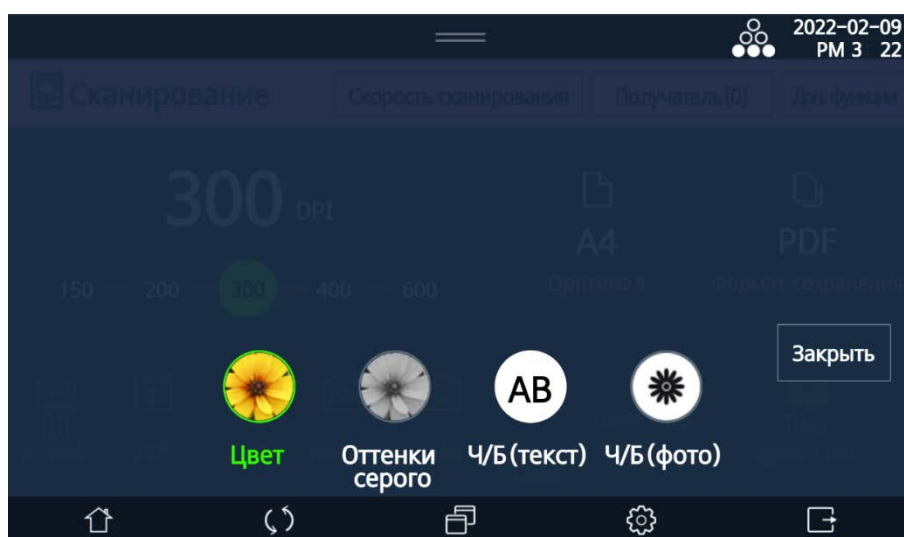 2022-02-09
PM 3 22
Сканирование
Скорость сканирования
Получатель(0)
Доп. функции
300 DPI
A4
PDF
Оригинал
Формат сохранения
150 200 300 400 600
Закрыть
AB
Цвет
Оттенки серого
Ч/Б(текст)
Ч/Б(фото)